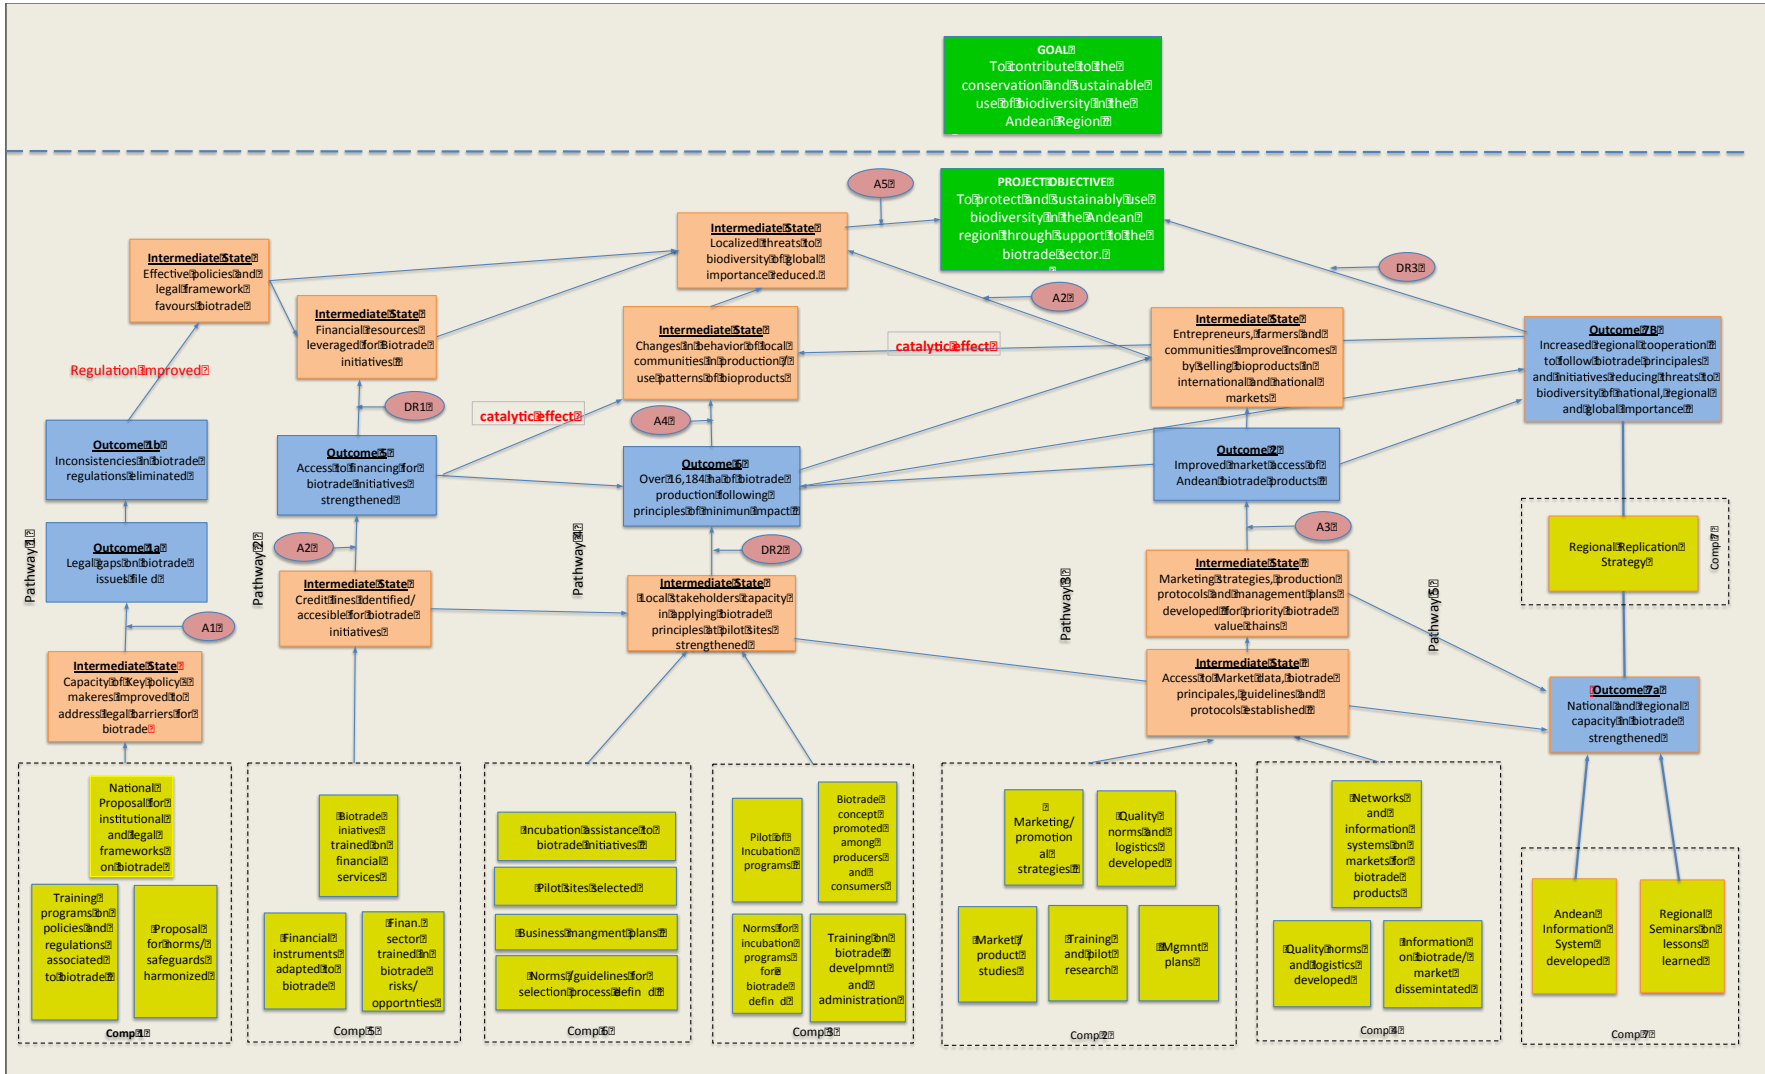 GOAL
To contribute to the
conservation and sustainable
use of biodiversity in the
Andean Region
PROJECT OBJECTIVE
To protect and sustainably use
biodiversity in the Andean
region through support to the
biotrade sector.
A5
Intermediate State
Localized threats to
biodiversity of global
importance reduced.
Intermediate State
Effective policies and
legal framework
favours biotrade
DR3
A2
Intermediate State
Financial resources
leveraged for Biotrade
initiatives
Intermediate State
Changes in behavior of local
communities in production /
use patterns of bioproducts
catalytic effect
Intermediate State
Entrepreneurs, farmers and
communities improve incomes
by selling bioproducts in
international and national
markets
Outcome 7B
Increased regional cooperation
to follow biotrade principales
and initiatives reducing threats to
biodiversity of national, regional
and global importance
Regulation improved
DR1
catalytic effect
A4
Outcome 1b
Inconsistencies in biotrade
regulations eliminated
Outcome 5
Access to financing for
biotrade initiatives
strengthened
Outcome 6
Over 16,184 ha of biotrade
production following
principles of minimun impact
Outcome 2
Improved market access of
Andean biotrade products
Pathway 1
Outcome 1a
Legal gaps on biotrade
issues file d
Pathway 2
A2
Pathway 4
DR2
A3
Regional Replication
Strategy
Comp 7
Intermediate State
Credit lines identified/
accesible for biotrade
initiatives
Intermediate State
Local stakeholders capacity
in applying biotrade
principles at pilot sites
strengthened
Pathway 3
Intermediate State
Marketing strategies, production
protocols and management plans
developed for priority biotrade
value chains
Pathway 5
A1
Intermediate State
Capacity of Key policy
makeres improved to
address legal barriers for
biotrade
Intermediate State
Access to Market data, biotrade
principales, guidelines and
protocols established
Outcome 7a
National and regional
capacity in biotrade
strengthened
National
Proposal for
institutional
and legal
frameworks
on biotrade
Training
programs on
policies and
regulations
associated
to biotrade
Proposal
for norms/
safeguards
harmonized
Comp 1
Biotrade
iniatives
trained on
financial
services
Financial
instruments
adapted to
biotrade
Finan.
sector
trained in
biotrade
risks/
opportnties
Comp 5
Incubation assistance to
biotrade initiatives
Pilot sites selected
Business managment plans
Norms /guidelines for
selection process defin d
Comp 6
Pilot of
Incubation
programs
Biotrade
concept
promoted
among
producers
and
consumers
Norms for
incubation
programs
for
biotrade
defin d
Training on
biotrade
develpmnt
and
administration
Comp 3
Marketing/
promotion
al
strategies
Quality
norms and
logistics
developed
Market /
product
studies
Training
and pilot
research
Mgmnt
plans
Comp 2
Networks
and
information
systems on
markets for
biotrade
products
Quality norms
and logistics
developed
Information
on biotrade/
market
dissemintated
Comp 4
Andean
Information
System
developed
Regional
Seminars on
lessons
learned
Comp 7